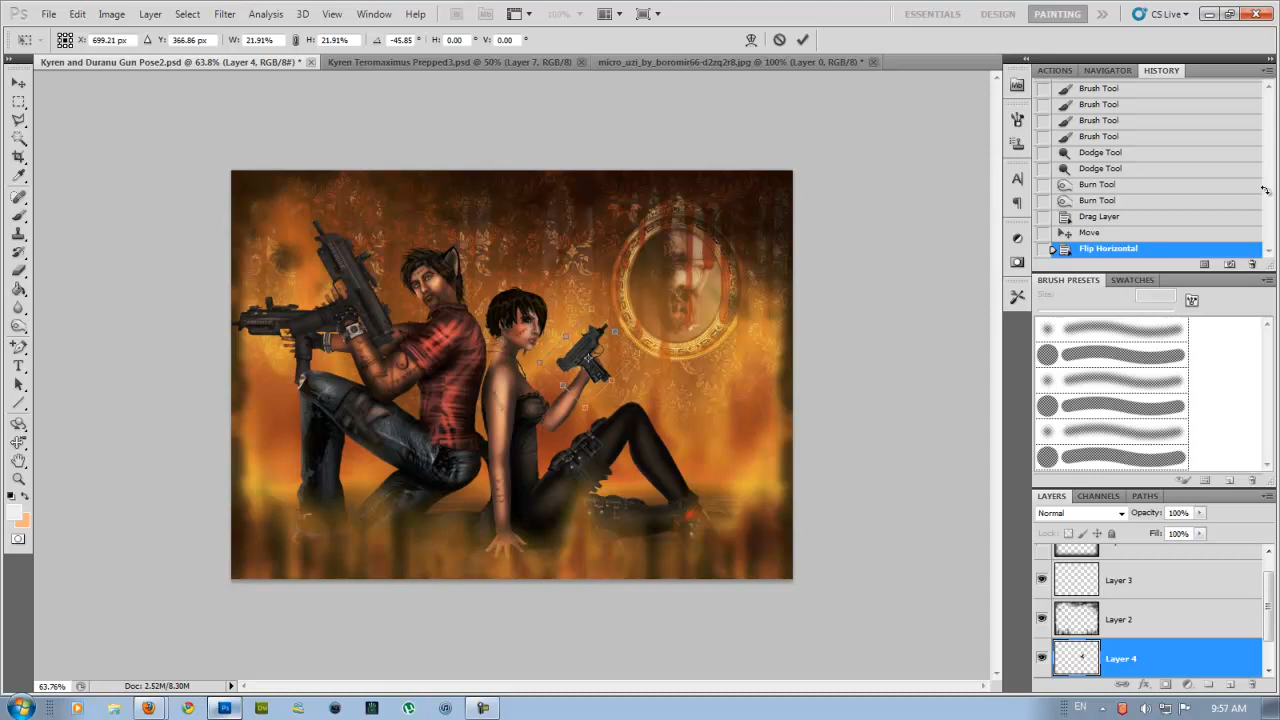 Ps File Edit Image Layer Select Filter Analysis 3D View Window Help Br Mb 100% ESSENTIALS DESIGN PAINTING CS Live
X: 699.21 px Y: 366.86 px W: 21.91% H: 21.91% -45.85 H: 0.00 ° V: 0.00 °
Kyren and Duranu Gun Pose2.psd @ 63.8% (Layer 4, RGB/8#) * Kyren Teromaximus Prepped3.psd @ 50% (Layer 7, RGB/8) micro_uzi_by_boromir66-d2zq2r8.jpg @ 100% (Layer 0, RGB/8) *
ACTIONS NAVIGATOR HISTORY
Brush Tool
Brush Tool
Brush Tool
Brush Tool
Dodge Tool
Dodge Tool
Burn Tool
Burn Tool
Drag Layer
Move
Flip Horizontal
BRUSH PRESETS SWATCHES
Size:
LAYERS CHANNELS PATHS
Normal Opacity: 100%
Lock: Fill: 100%
Layer 3
Layer 2
Layer 4
63.76% Doc: 2.52M/8.30M
EN 9:57 AM